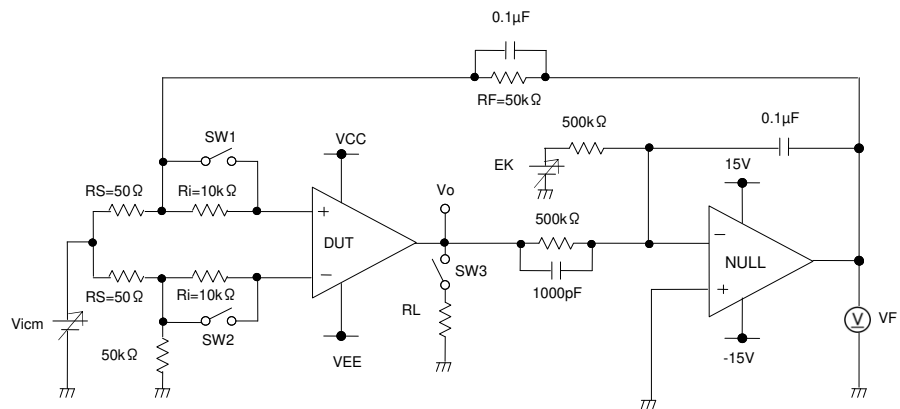 0.1μF
RF=50kΩ
SW1
VCC
500kΩ
0.1μF
EK
15V
RS=50Ω
Ri=10kΩ
Vo
500kΩ
+
DUT
−
−
NULL
+
SW3
1000pF
RS=50Ω
Ri=10kΩ
RL
V
VF
Vicm
SW2
50kΩ
VEE
-15V